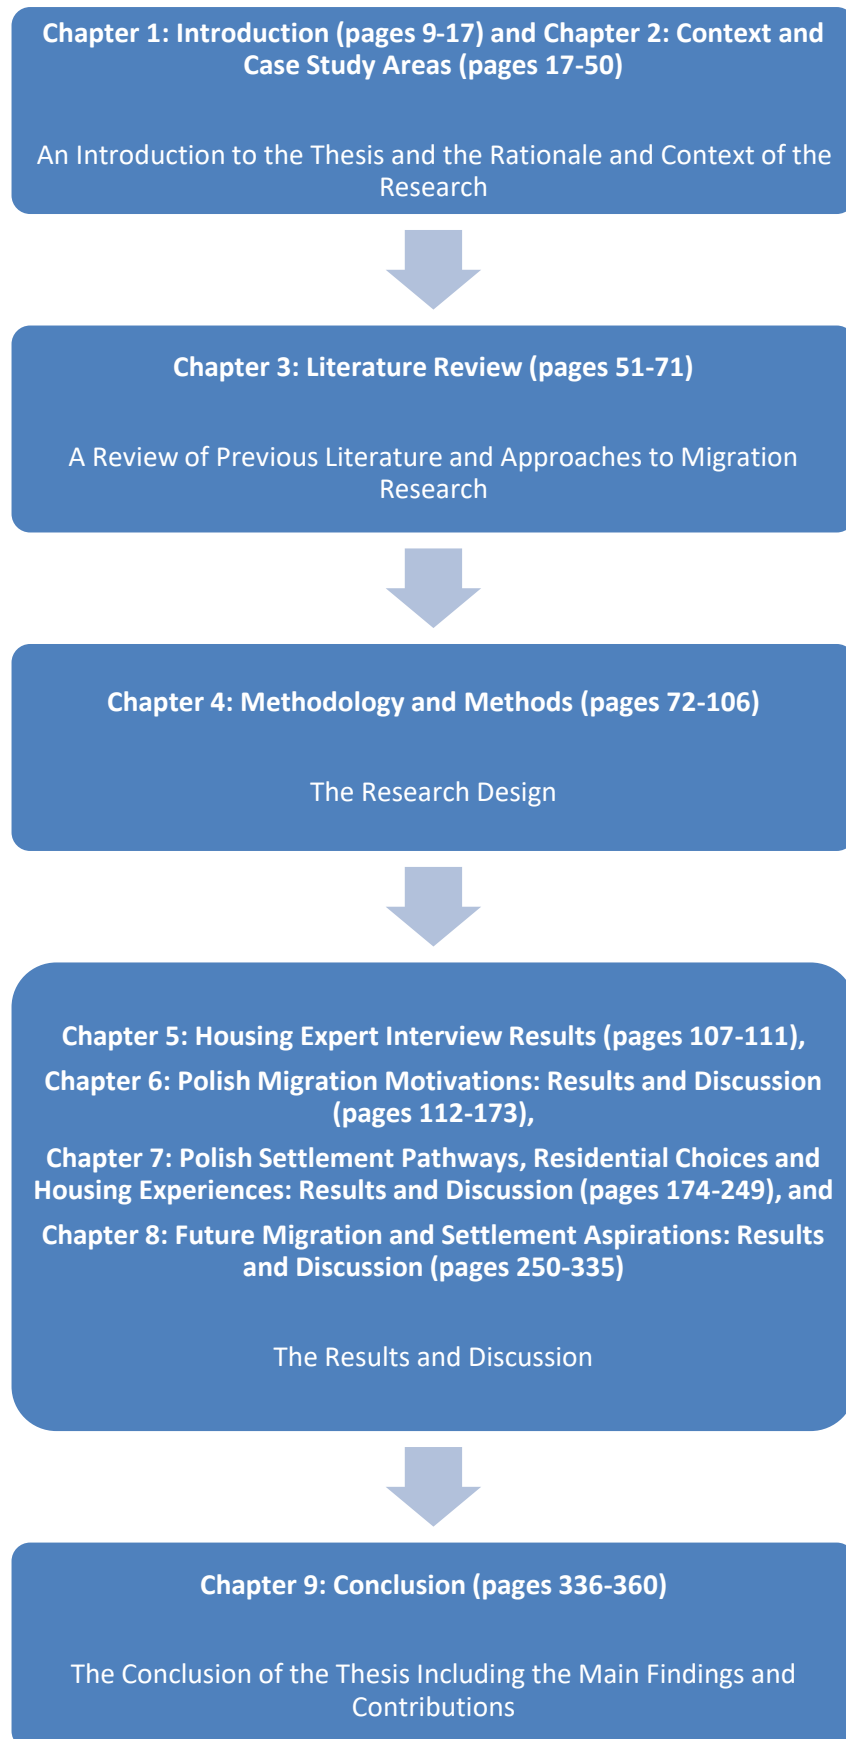 Chapter 1: Introduction (pages 9-17) and Chapter 2: Context and
Case Study Areas (pages 17-50)
An Introduction to the Thesis and the Rationale and Context of the
Research
Chapter 3: Literature Review (pages 51-71)
A Review of Previous Literature and Approaches to Migration
Research
Chapter 4: Methodology and Methods (pages 72-106)
The Research Design
Chapter 5: Housing Expert Interview Results (pages 107-111),
Chapter 6: Polish Migration Motivations: Results and Discussion
(pages 112-173),
Chapter 7: Polish Settlement Pathways, Residential Choices and
Housing Experiences: Results and Discussion (pages 174-249), and
Chapter 8: Future Migration and Settlement Aspirations: Results
and Discussion (pages 250-335)
The Results and Discussion
Chapter 9: Conclusion (pages 336-360)
The Conclusion of the Thesis Including the Main Findings and
Contributions